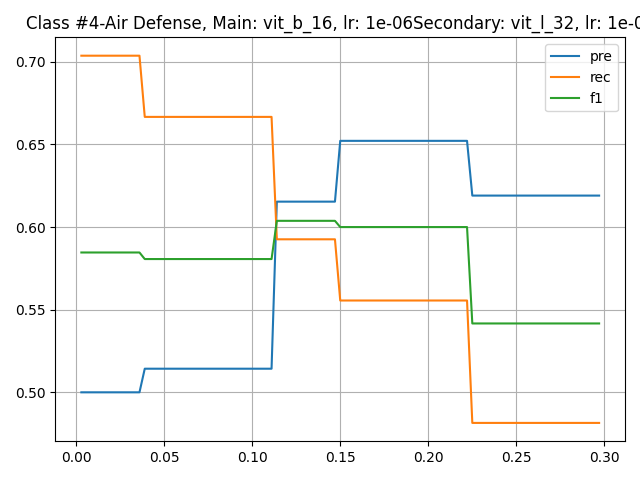 Class #4-Air Defense, Main: vit_b_16, lr: 1e-06Secondary: vit_l_32, lr: 1e-0
pre
rec
f1
0.70
0.65
0.60
0.55
0.50
0.00 0.05 0.10 0.15 0.20 0.25 0.30